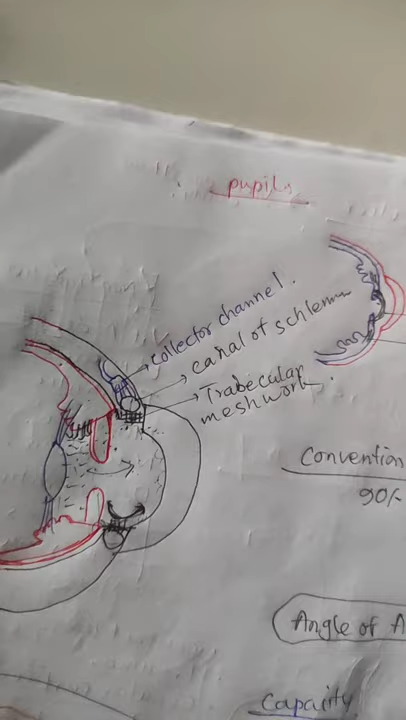 pupils
collector channel.
canal of schlemm
Trabecular
meshwork.
Convention
90%
Angle of A
Capacity